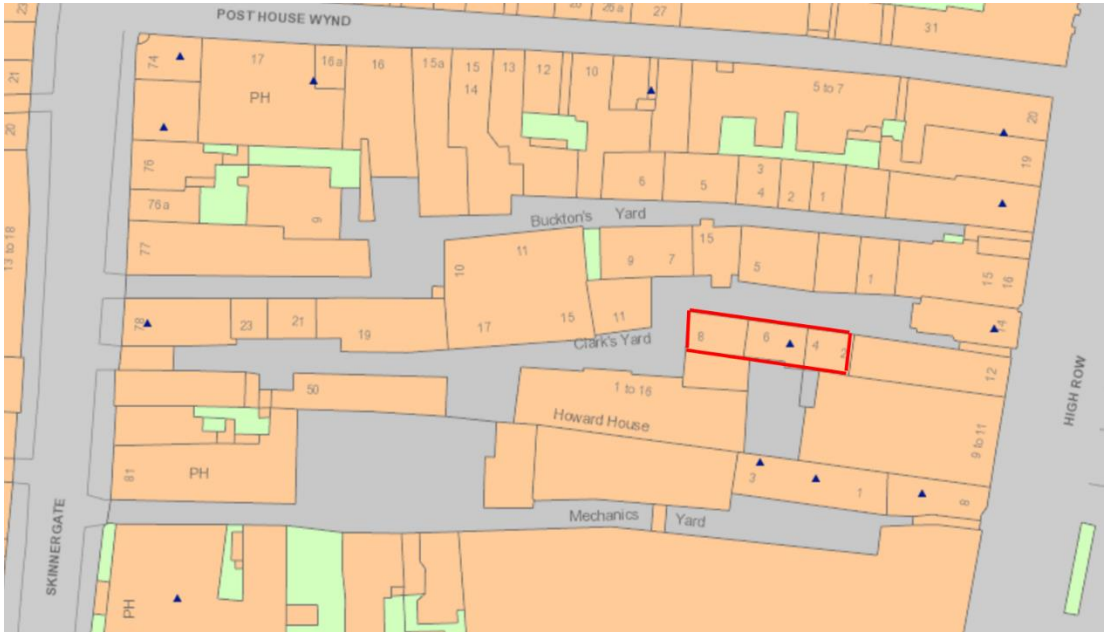 POST HOUSE WYND
23
26a
27
31
21
20
13 to 18
74
17
PH
16a
16
15a
15
14
13
12
10
5 to 7
20
19
76
76a
77
9
6
5
3
4
2
1
Buckton's Yard
11
10
9
7
15
5
1
15
16
14
78
23
21
19
17
15
11
Clark's Yard
8
6
4
2
12
50
1 to 16
Howard House
9 to 11
HIGH ROW
81
PH
3
1
8
Mechanics Yard
SKINNERGATE
PH